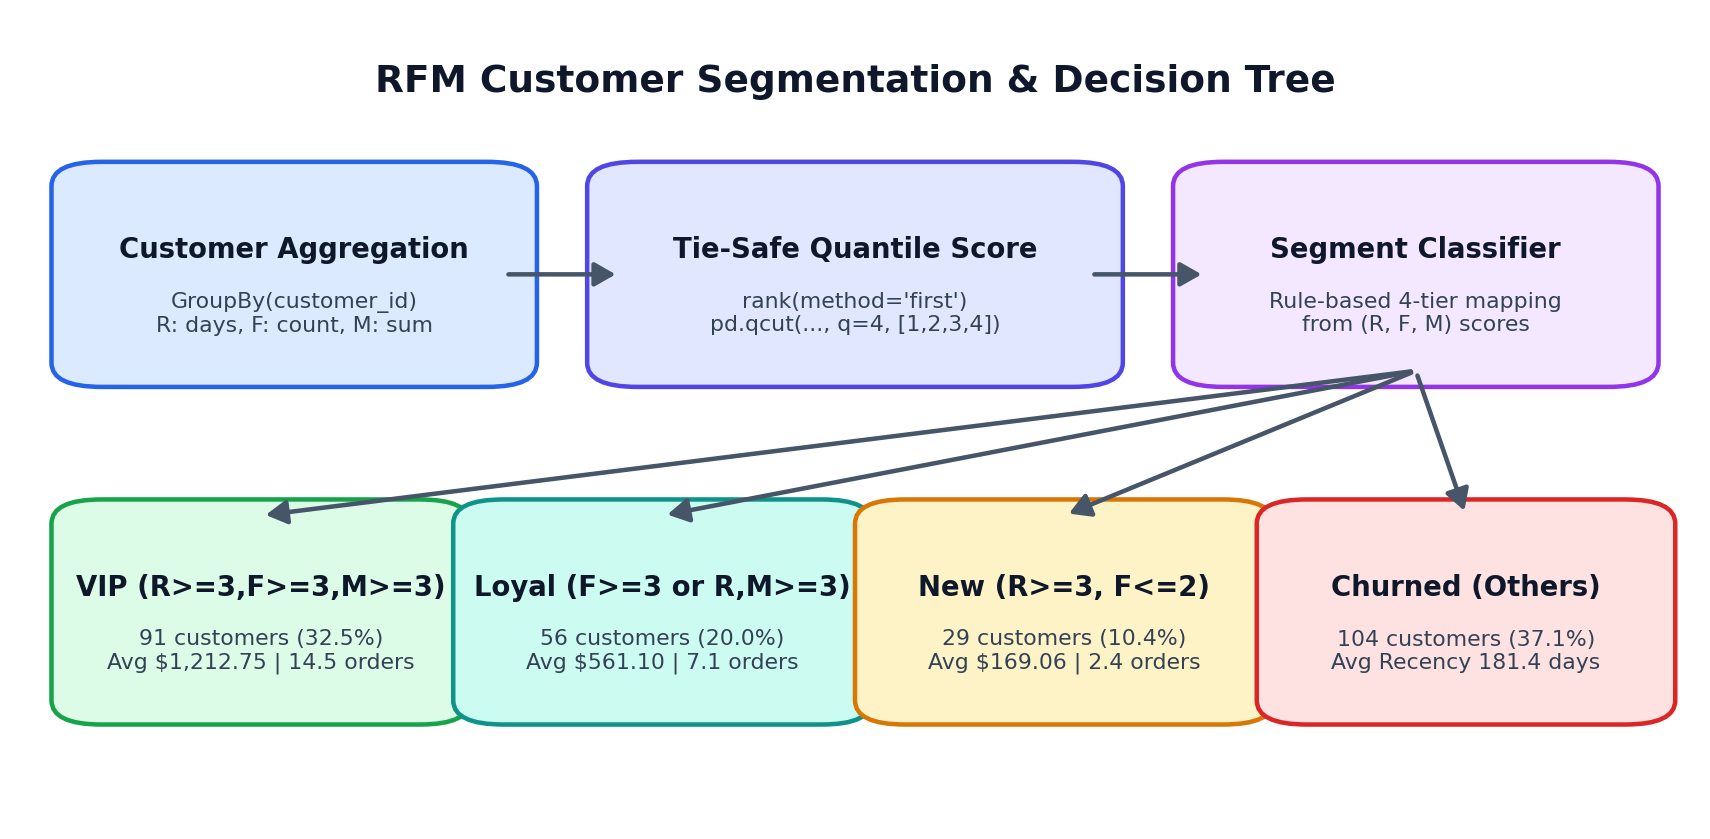 RFM Customer Segmentation & Decision Tree
Customer Aggregation
GroupBy(customer_id)
R: days, F: count, M: sum
Tie-Safe Quantile Score
rank(method='first')
pd.qcut(..., q=4, [1,2,3,4])
Segment Classifier
Rule-based 4-tier mapping
from (R, F, M) scores
VIP (R>=3,F>=3,M>=3)
91 customers (32.5%)
Avg $1,212.75 | 14.5 orders
Loyal (F>=3 or R,M>=3)
56 customers (20.0%)
Avg $561.10 | 7.1 orders
New (R>=3, F<=2)
29 customers (10.4%)
Avg $169.06 | 2.4 orders
Churned (Others)
104 customers (37.1%)
Avg Recency 181.4 days